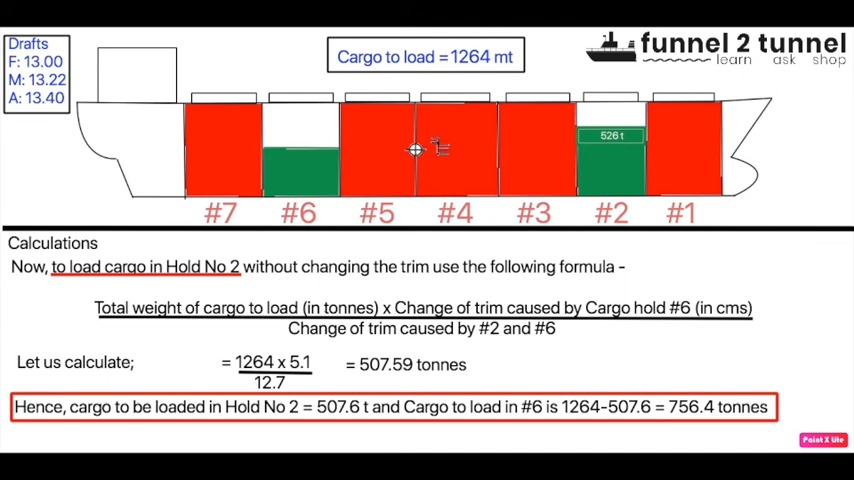 Drafts
F: 13.00
M: 13.22
A: 13.40
Cargo to load = 1264 mt
funnel 2 tunnel
learn ask shop
526 t
#7 #6 #5 #4 #3 #2 #1
Calculations
Now, to load cargo in Hold No 2 without changing the trim use the following formula -
Total weight of cargo to load (in tonnes) x Change of trim caused by Cargo hold #6 (in cms)
Change of trim caused by #2 and #6
Let us calculate; = 1264 x 5.1 = 507.59 tonnes
12.7
Hence, cargo to be loaded in Hold No 2 = 507.6 t and Cargo to load in #6 is 1264-507.6 = 756.4 tonnes
Paint X Lite